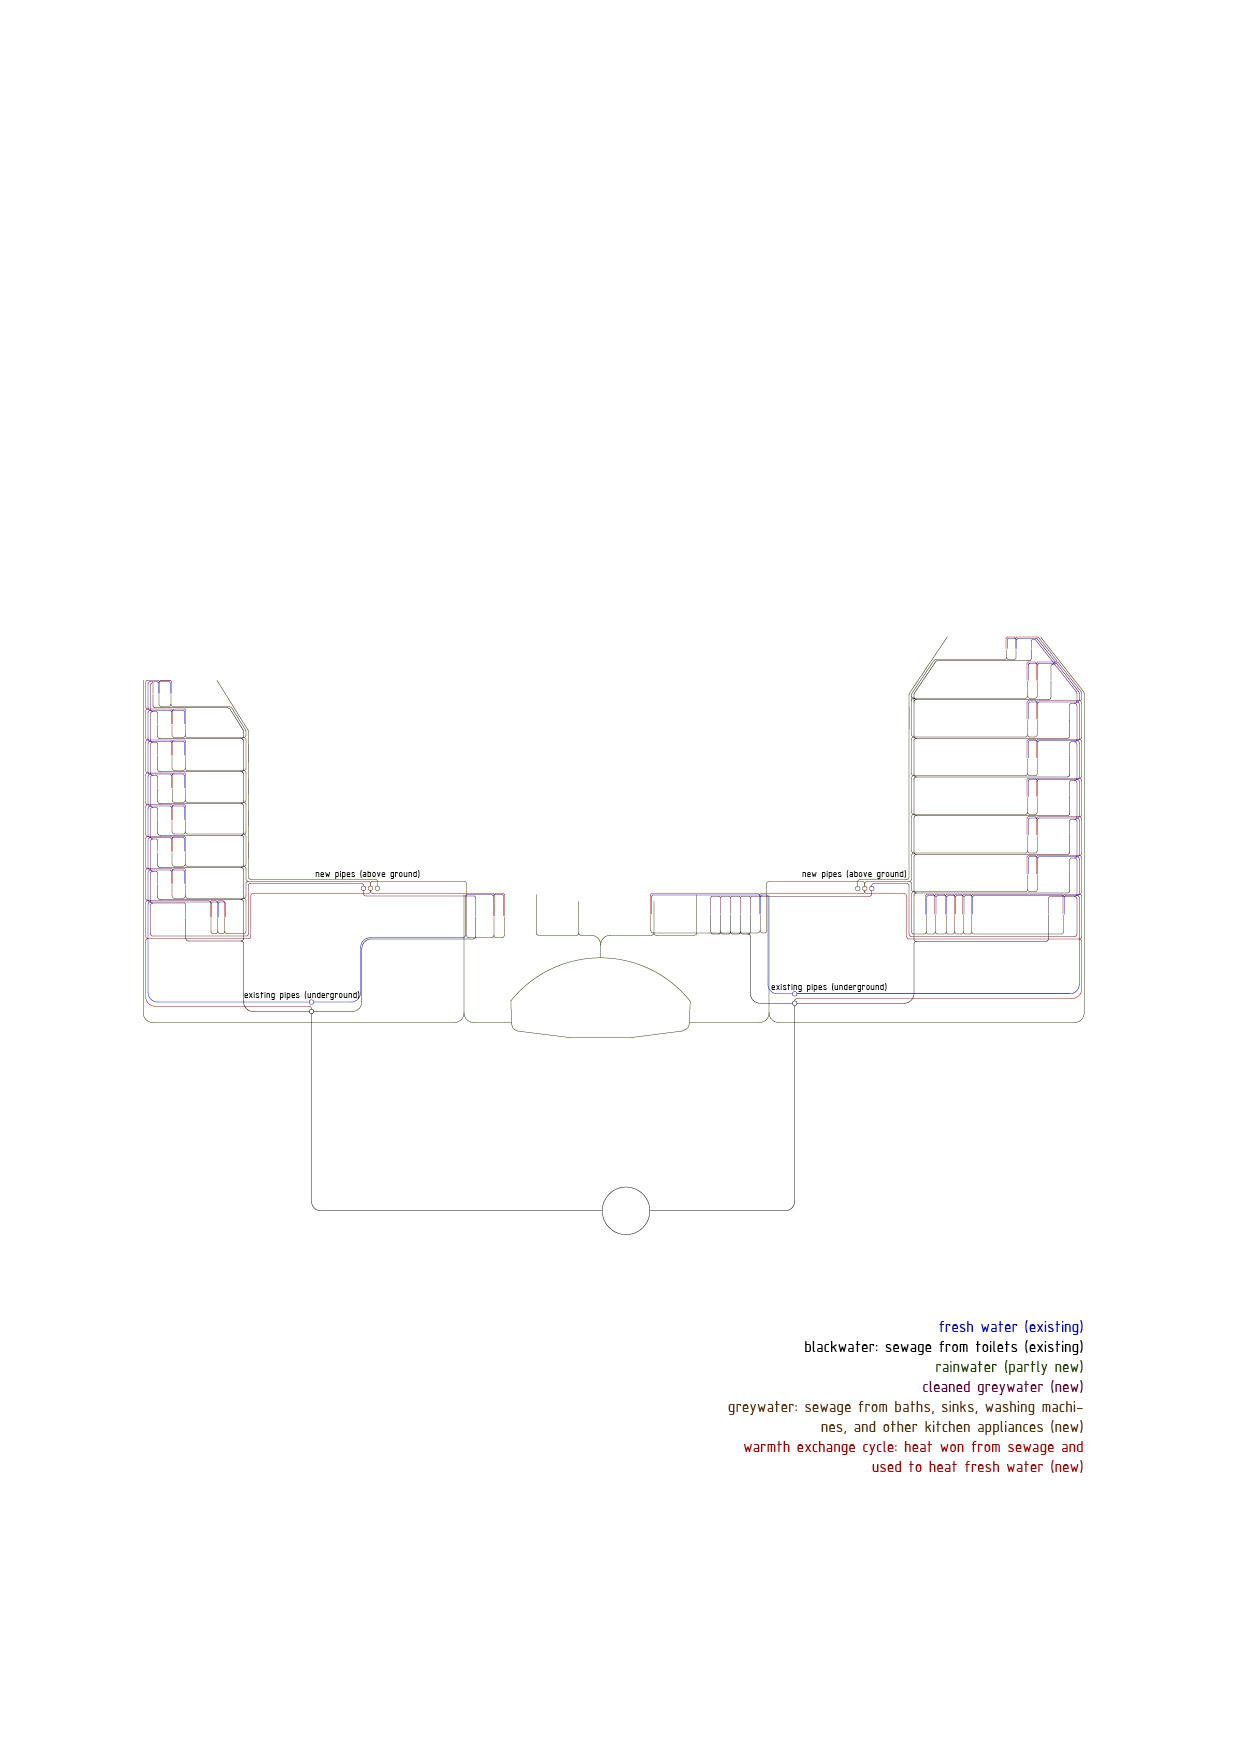 new pipes (above ground)
new pipes (above ground)
existing pipes (underground)
existing pipes (underground)
fresh water (existing)
blackwater: sewage from toilets (existing)
rainwater (partly new)
cleaned greywater (new)
greywater: sewage from baths, sinks, washing machi-
nes, and other kitchen appliances (new)
warmth exchange cycle: heat won from sewage and
used to heat fresh water (new)